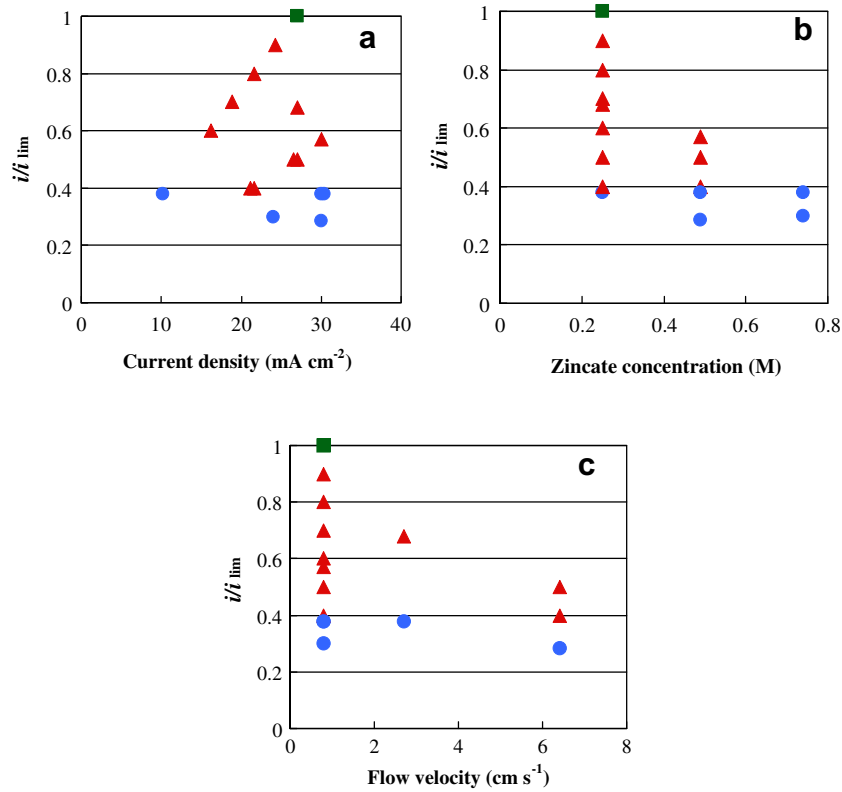 a
1
0.8
0.6
0.4
0.2
0
i/i lim
0 10 20 30 40
Current density (mA cm-2)
b
1
0.8
0.6
0.4
0.2
0
i/i lim
0 0.2 0.4 0.6 0.8
Zincate concentration (M)
c
1
0.8
0.6
0.4
0.2
0
i/i lim
0 2 4 6 8
Flow velocity (cm s-1)